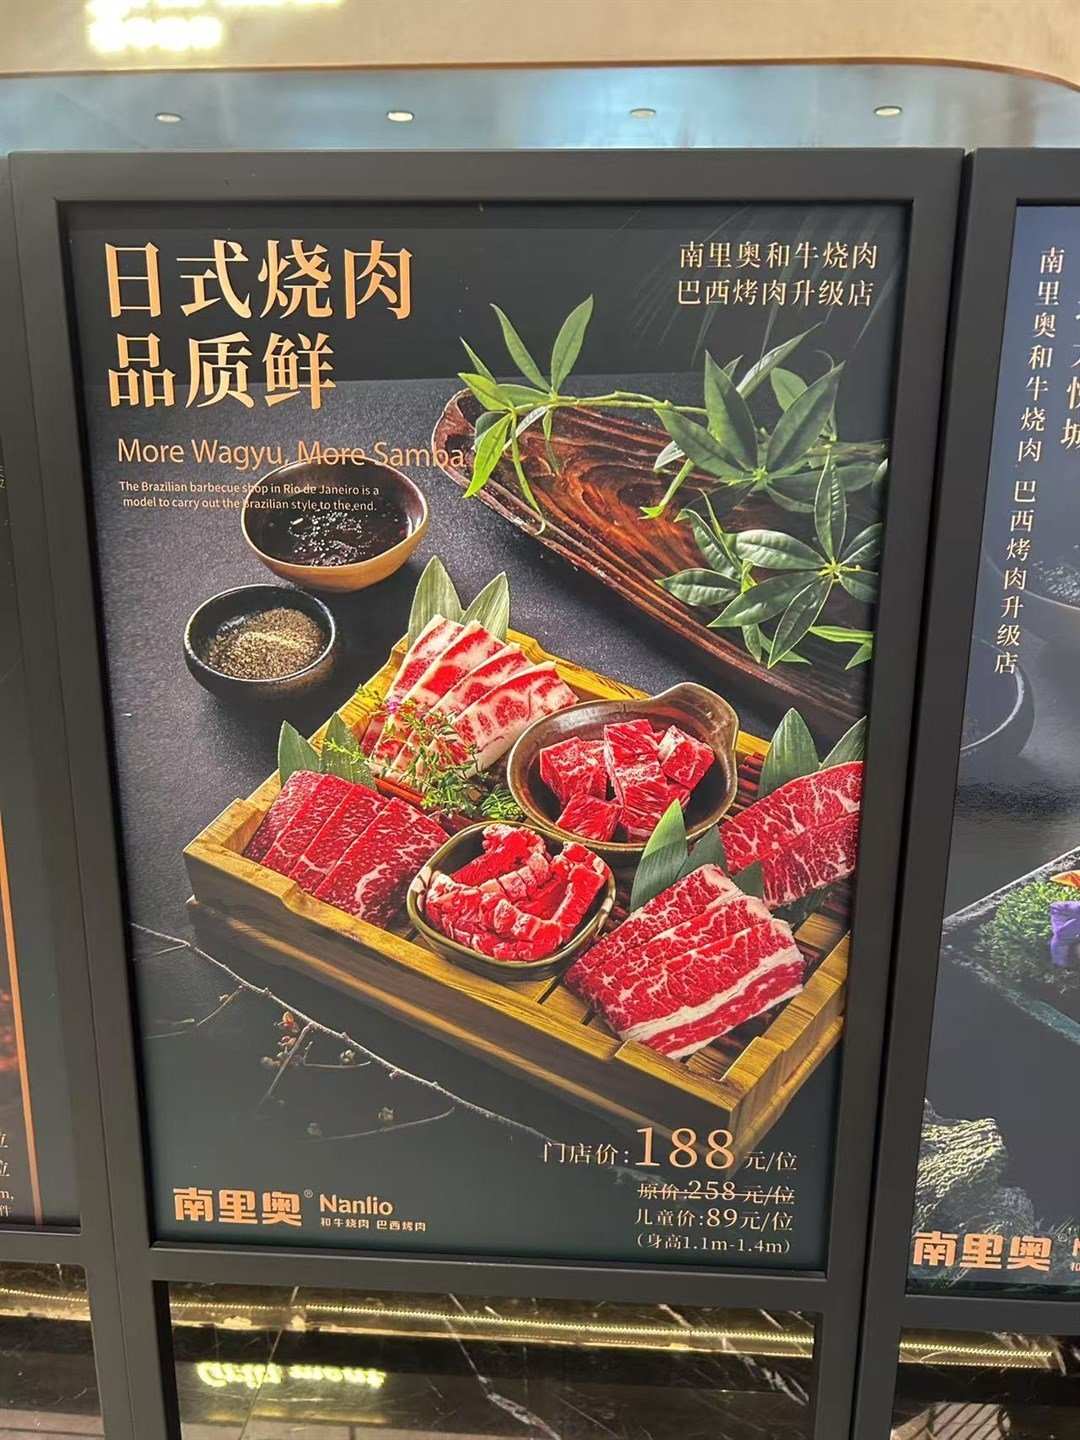 日式烧肉
品质鲜
南里奥和牛烧肉
巴西烤肉升级店
More Wagyu, More Samba
The Brazilian barbecue shop in Rio de Janeiro is a
model to carry out the Brazilian style to the end.
门店价:188元/位
原价:258元/位
儿童价:89元/位
(身高1.1m-1.4m)
南里奥® Nanlio
和牛烧肉 巴西烤肉
南里奥和牛烧肉 巴西烤肉升级店
南里奥®